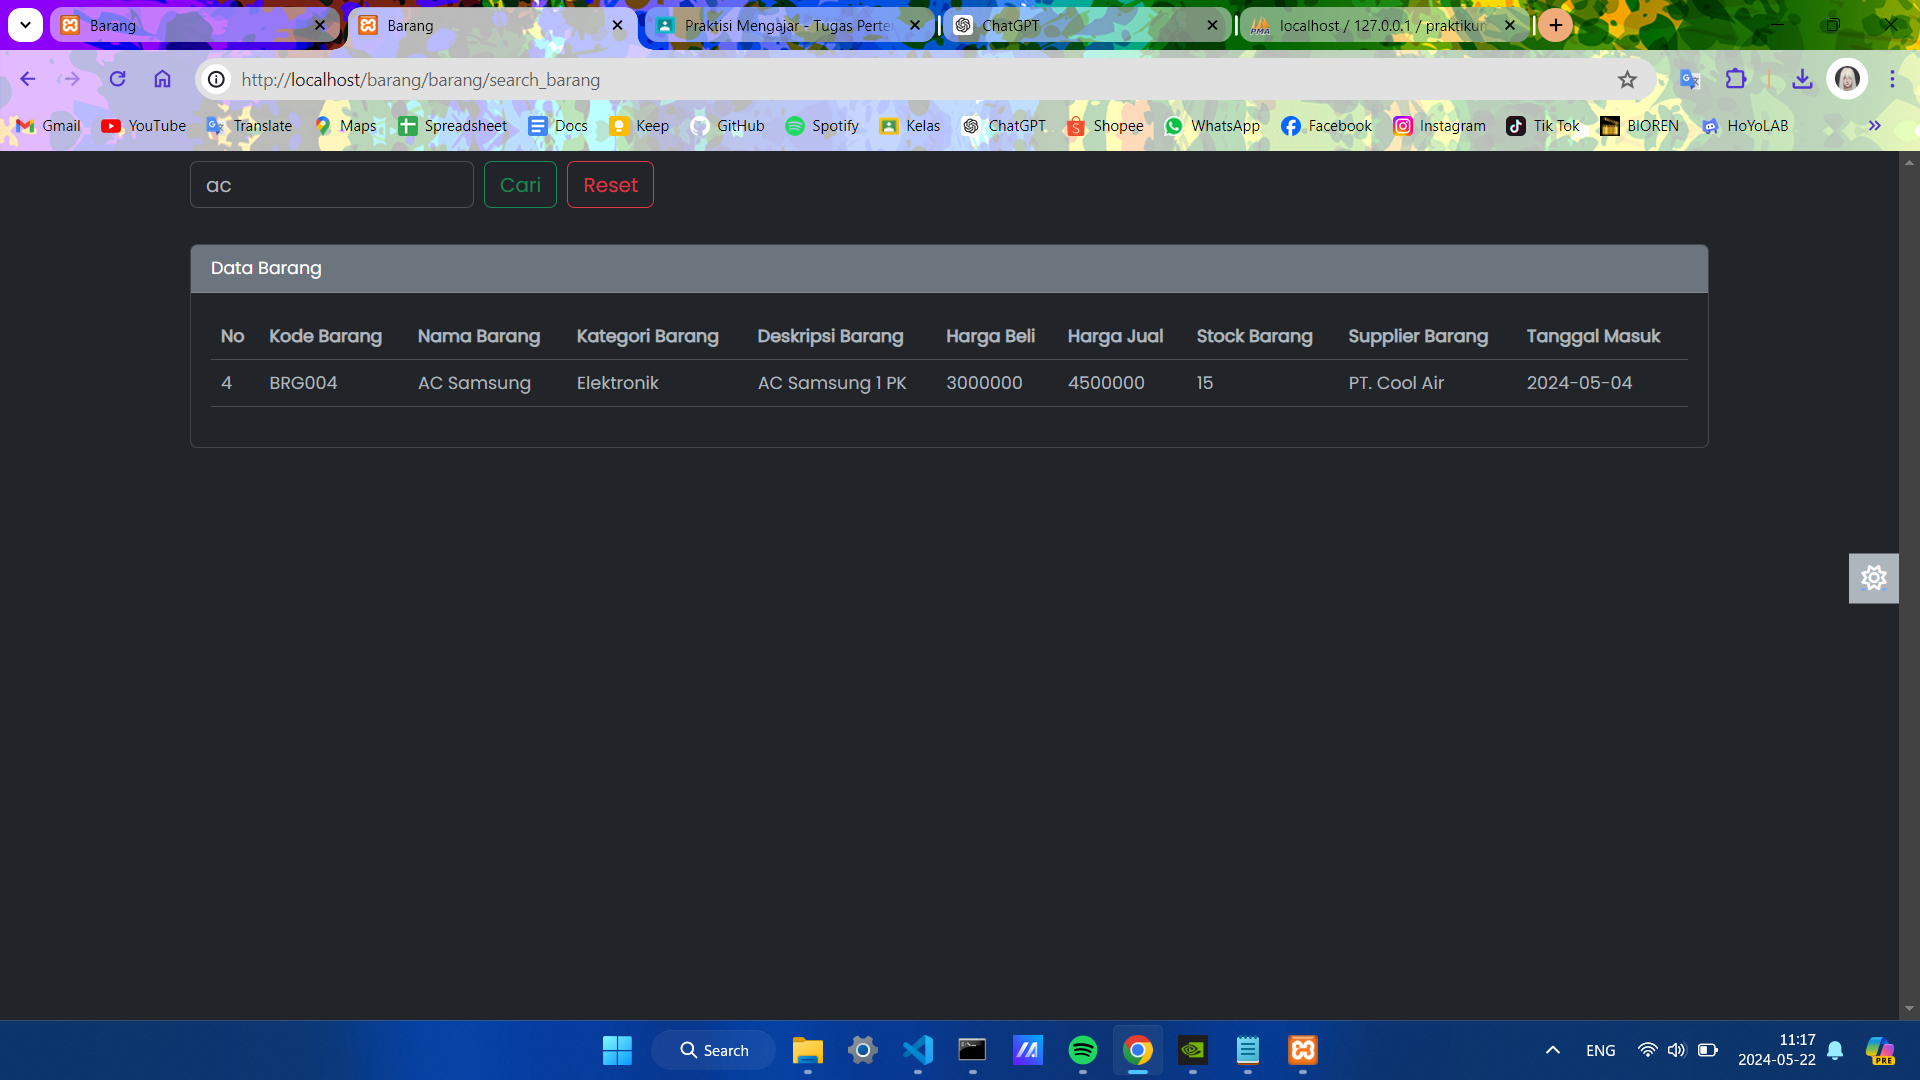 Barang
Barang
Praktisi Mengajar - Tugas Perte
ChatGPT
localhost / 127.0.0.1 / praktikum
http://localhost/barang/barang/search_barang
Gmail
YouTube
Translate
Maps
Spreadsheet
Docs
Keep
GitHub
Spotify
Kelas
ChatGPT
Shopee
WhatsApp
Facebook
Instagram
Tik Tok
BIOREN
HoYoLAB
ac
Cari
Reset
Data Barang
No Kode Barang Nama Barang Kategori Barang Deskripsi Barang Harga Beli Harga Jual Stock Barang Supplier Barang Tanggal Masuk
4 BRG004 AC Samsung Elektronik AC Samsung 1 PK 3000000 4500000 15 PT. Cool Air 2024-05-04
Search
ENG
11:17
2024-05-22
PRE